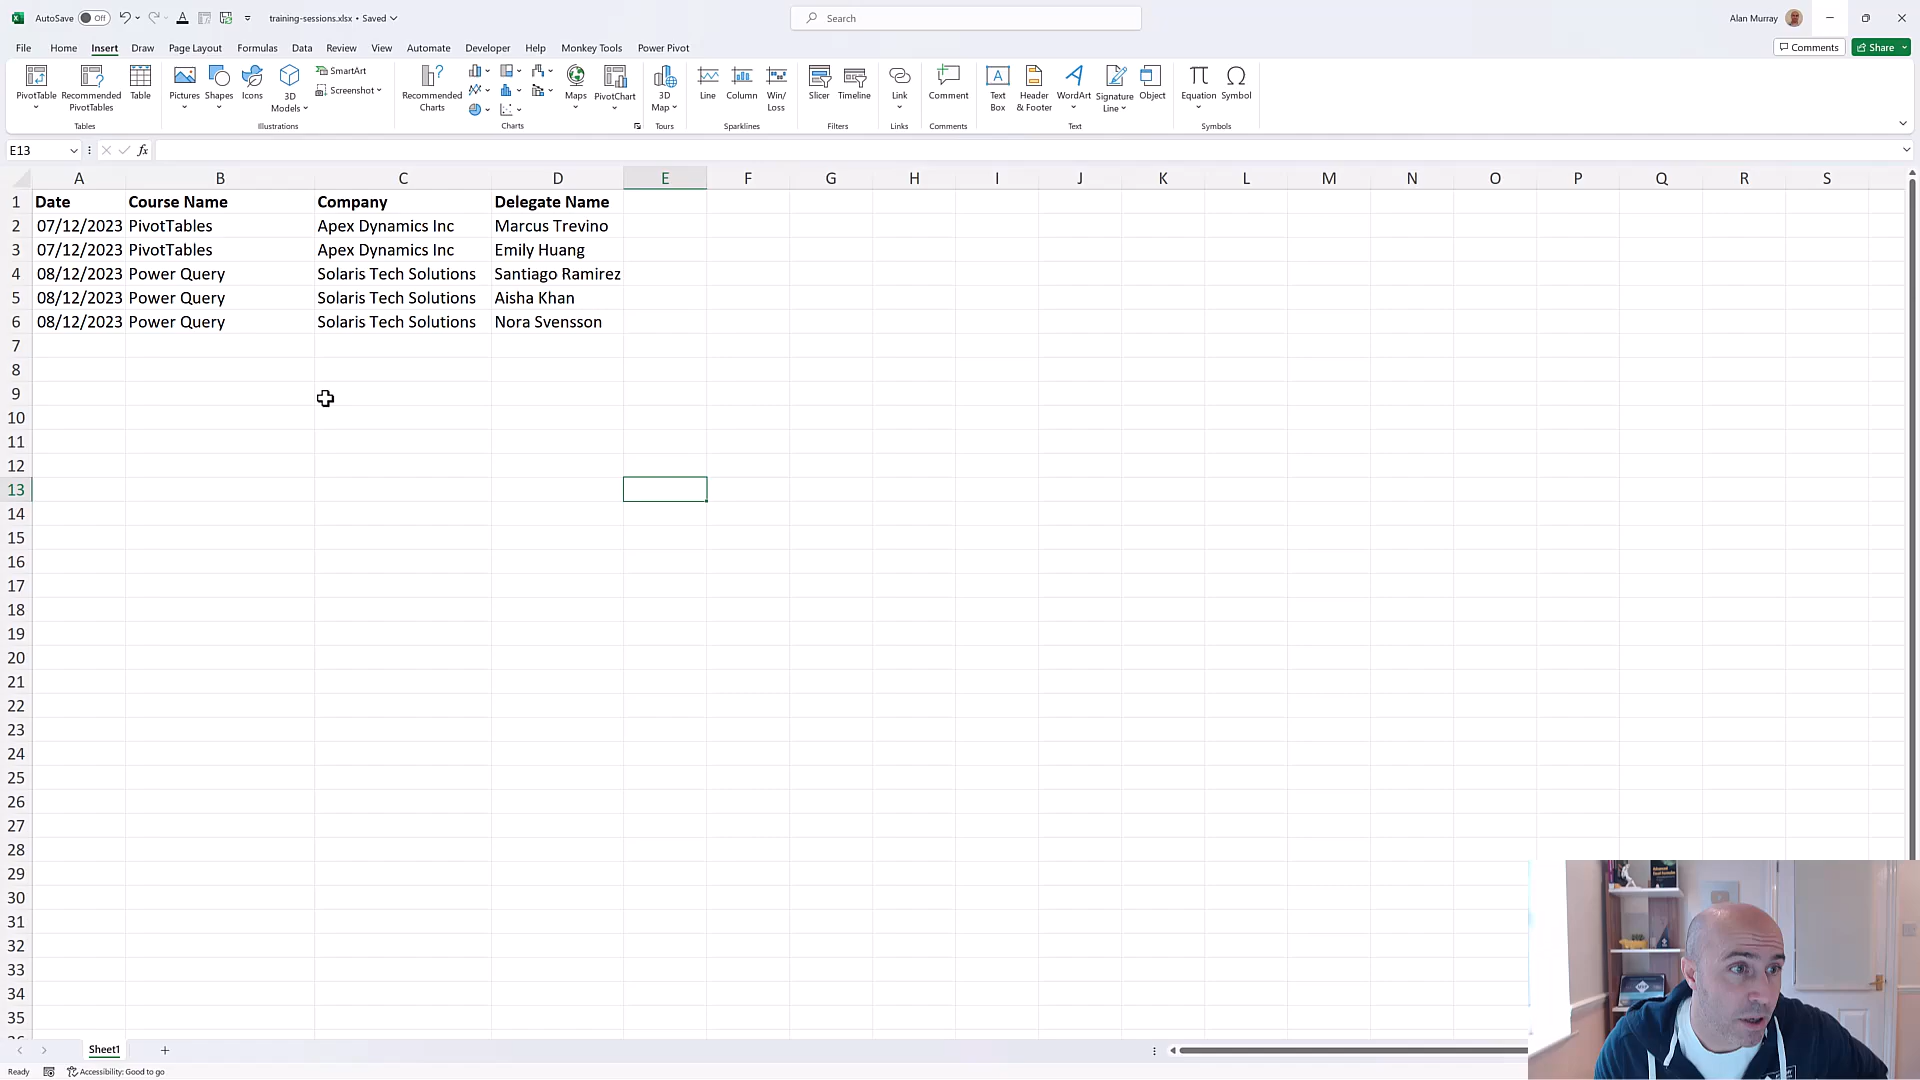 AutoSave Off training-sessions.xlsx • Saved Search Alan Murray
File Home Insert Draw Page Layout Formulas Data Review View Automate Developer Help Monkey Tools Power Pivot Comments Share
PivotTable Recommended PivotTables Table Pictures Shapes Icons 3D Models SmartArt Screenshot Recommended Charts Maps PivotChart 3D Map Line Column Win/Loss Slicer Timeline Link Comment Text Box Header & Footer WordArt Signature Line Object Equation Symbol
Tables Illustrations Charts Tours Sparklines Filters Links Comments Text Symbols
E13 fx
A B C D E F G H I J K L M N O P Q R S
1 Date Course Name Company Delegate Name
2 07/12/2023 PivotTables Apex Dynamics Inc Marcus Trevino
3 07/12/2023 PivotTables Apex Dynamics Inc Emily Huang
4 08/12/2023 Power Query Solaris Tech Solutions Santiago Ramirez
5 08/12/2023 Power Query Solaris Tech Solutions Aisha Khan
6 08/12/2023 Power Query Solaris Tech Solutions Nora Svensson
7
8
9
10
11
12
13
14
15
16
17
18
19
20
21
22
23
24
25
26
27
28
29
30
31
32
33
34
35
Sheet1
Ready Accessibility: Good to go